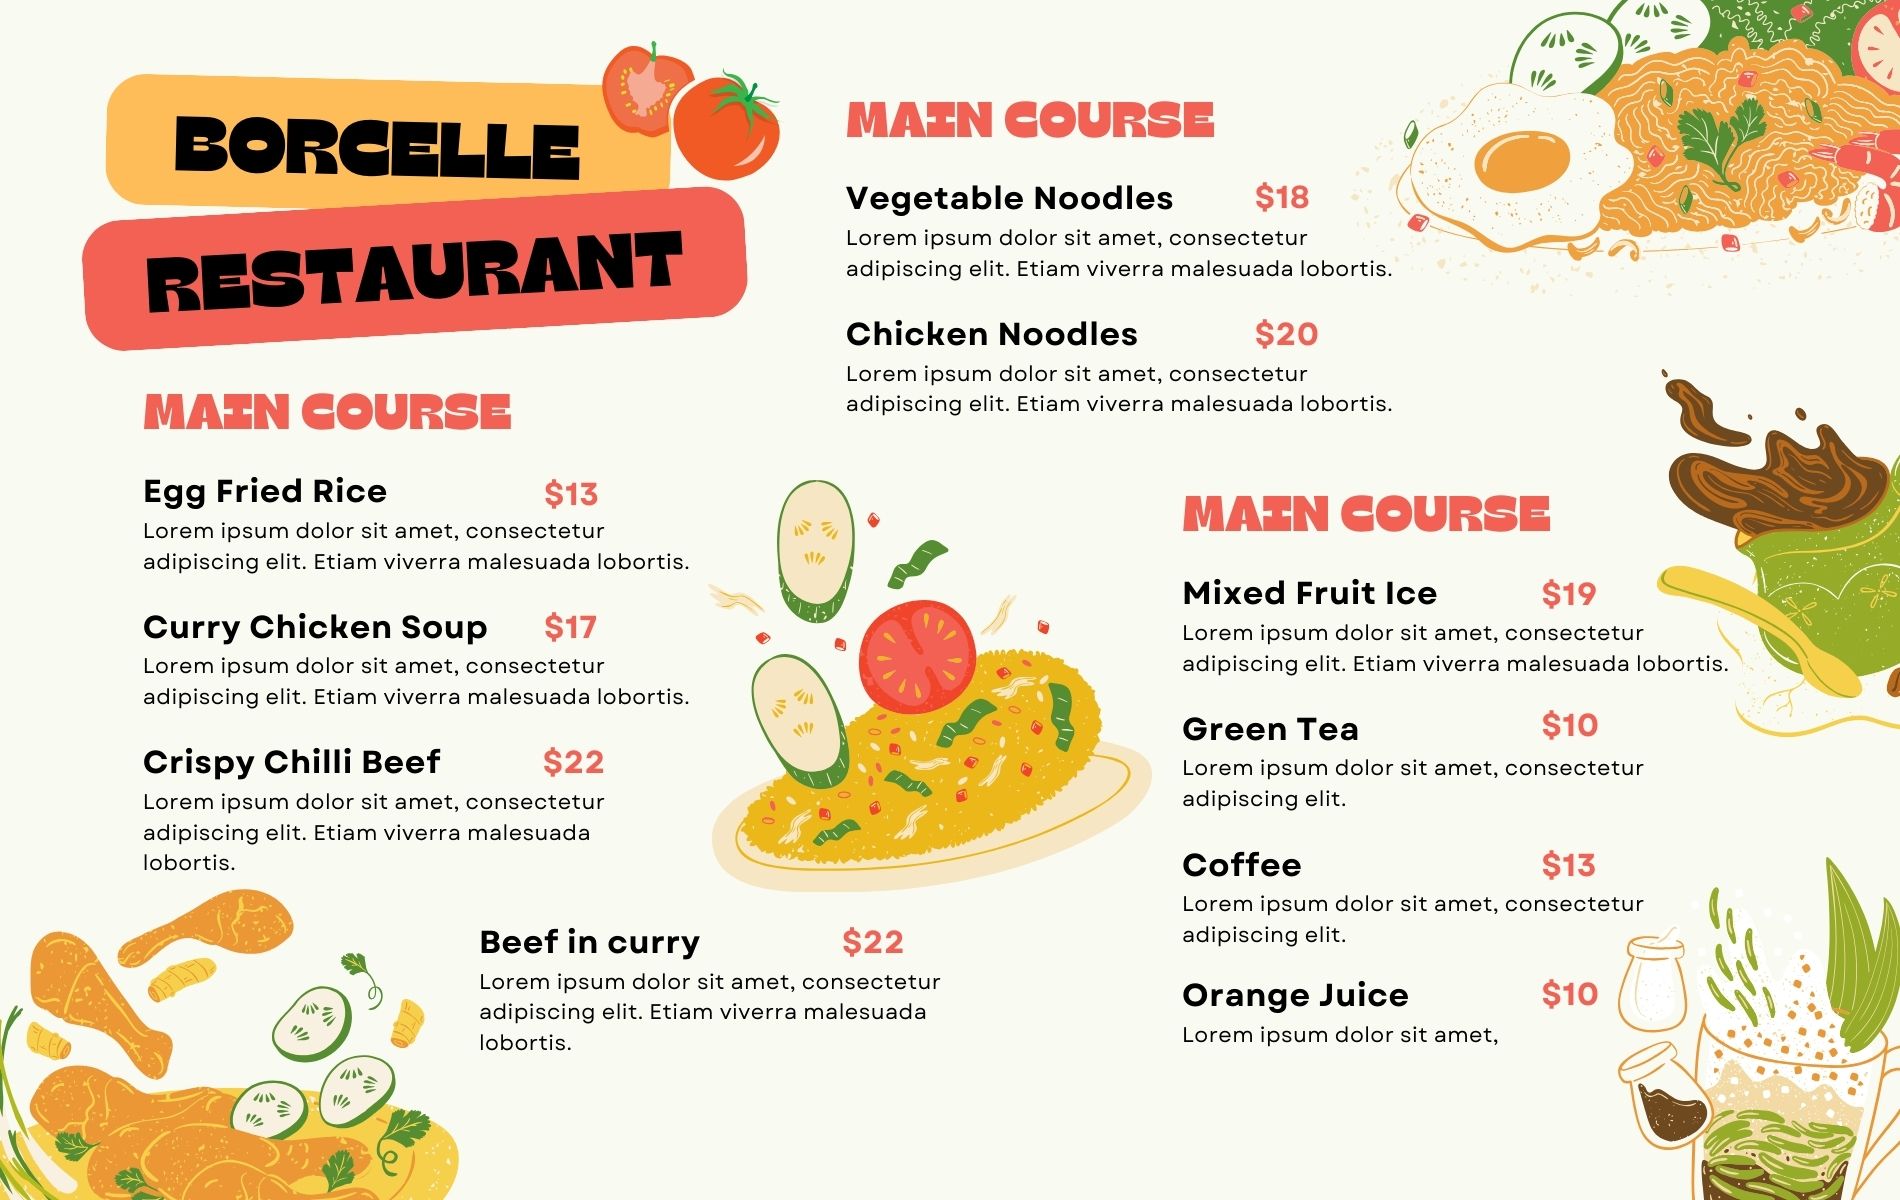 BORCELLE
RESTAURANT
MAIN COURSE
Egg Fried Rice $13
Lorem ipsum dolor sit amet, consectetur
adipiscing elit. Etiam viverra malesuada lobortis.
Curry Chicken Soup $17
Lorem ipsum dolor sit amet, consectetur
adipiscing elit. Etiam viverra malesuada lobortis.
Crispy Chilli Beef $22
Lorem ipsum dolor sit amet, consectetur
adipiscing elit. Etiam viverra malesuada
lobortis.
Beef in curry $22
Lorem ipsum dolor sit amet, consectetur
adipiscing elit. Etiam viverra malesuada
lobortis.
MAIN COURSE
Vegetable Noodles $18
Lorem ipsum dolor sit amet, consectetur
adipiscing elit. Etiam viverra malesuada lobortis.
Chicken Noodles $20
Lorem ipsum dolor sit amet, consectetur
adipiscing elit. Etiam viverra malesuada lobortis.
MAIN COURSE
Mixed Fruit Ice $19
Lorem ipsum dolor sit amet, consectetur
adipiscing elit. Etiam viverra malesuada lobortis.
Green Tea $10
Lorem ipsum dolor sit amet, consectetur
adipiscing elit.
Coffee $13
Lorem ipsum dolor sit amet, consectetur
adipiscing elit.
Orange Juice $10
Lorem ipsum dolor sit amet,